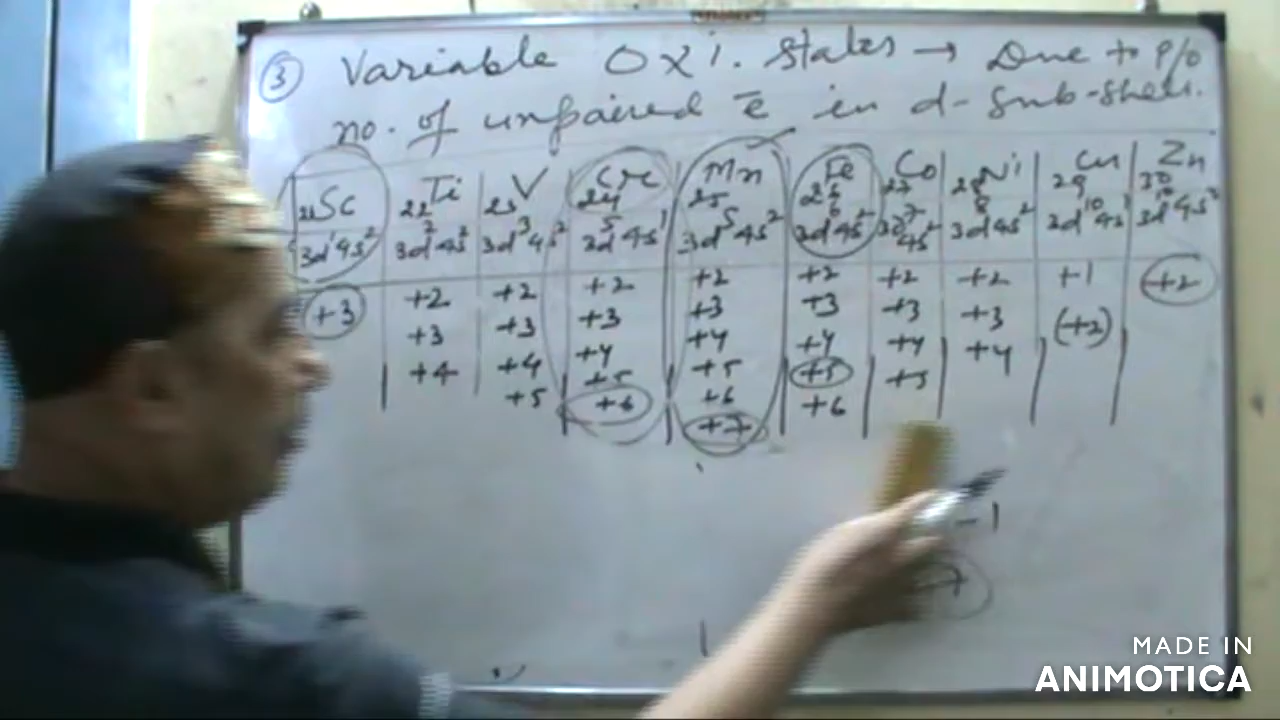 ③ Variable Oxi. states → Due to P/o
no. of unpaired e̅ in d-Sub-shell.
21Sc 22Ti 23V 24Cr 25Mn 26Fe 27Co 28Ni 29Cu 30Zn
3d¹4s² 3d²4s² 3d³4s² 3d⁵4s¹ 3d⁵4s² 3d⁶4s² 3d⁷4s² 3d⁸4s² 3d¹⁰4s¹ 3d¹⁰4s²
+3 +2 +2 +2 +2 +2 +2 +2 +1 +2
+3 +3 +3 +3 +3 +3 +3 (+2)
+4 +4 +4 +4 +4 +4 +4
+5 +5 +5 +5 +5
+6 +6 +6
+7
-1
MADE IN
ANIMOTICA